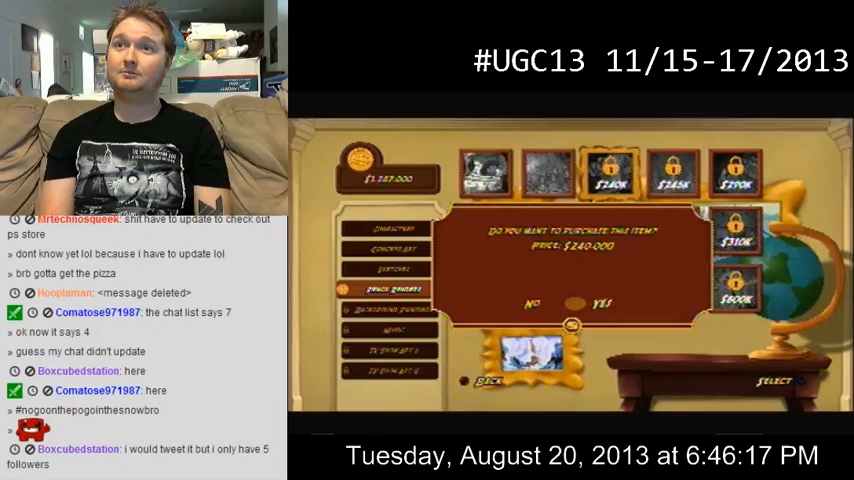 #UGC13 11/15-17/2013
$1,787,000
$240K
$245K
$290K
CHARACTERS
CONCEPT ART
DO YOU WANT TO PURCHASE THIS ITEM?
PRICE: $240,000
$310K
$600K
NO
YES
MUSIC
BACK
SELECT
Mrtechnosqueek: shit have to update to check out
ps store
» dont know yet lol because i have to update lol
» brb gotta get the pizza
Hooplaman: <message deleted>
Comatose971987: the chat list says 7
» ok now it says 4
» guess my chat didn't update
Boxcubedstation: here
Comatose971987: here
» #nogoonthepogointhesnowbro
»
Boxcubedstation: i would tweet it but i only have 5
followers
Tuesday, August 20, 2013 at 6:46:17 PM